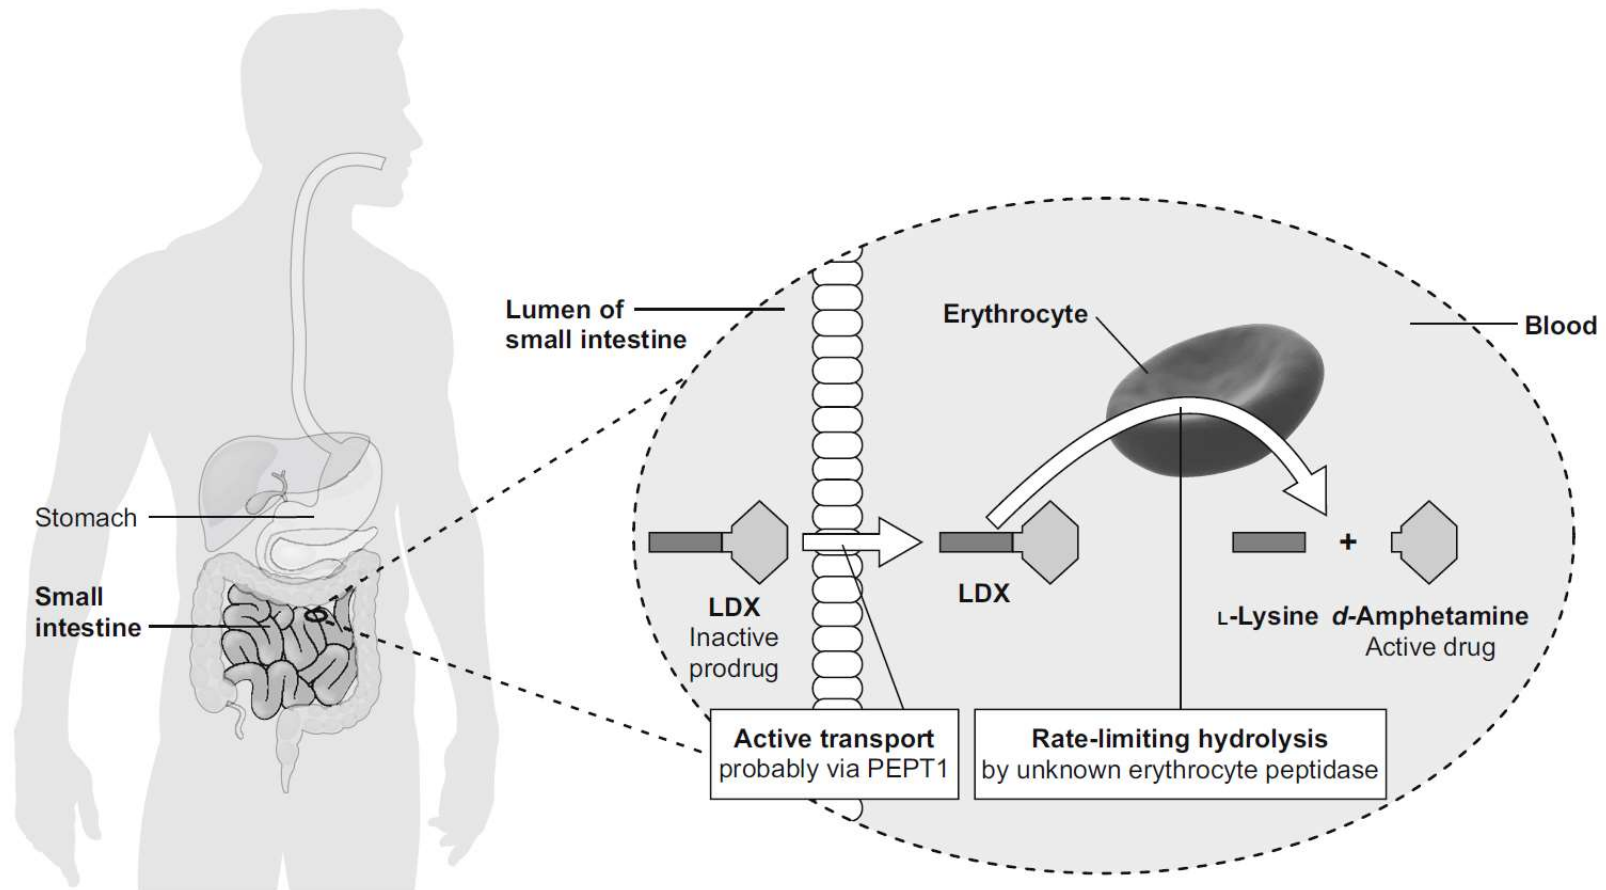 Stomach
Small
intestine
Lumen of
small intestine
Erythrocyte
Blood
LDX
Inactive
prodrug
LDX
L-Lysine
+
d-Amphetamine
Active drug
Active transport
probably via PEPT1
Rate-limiting hydrolysis
by unknown erythrocyte peptidase